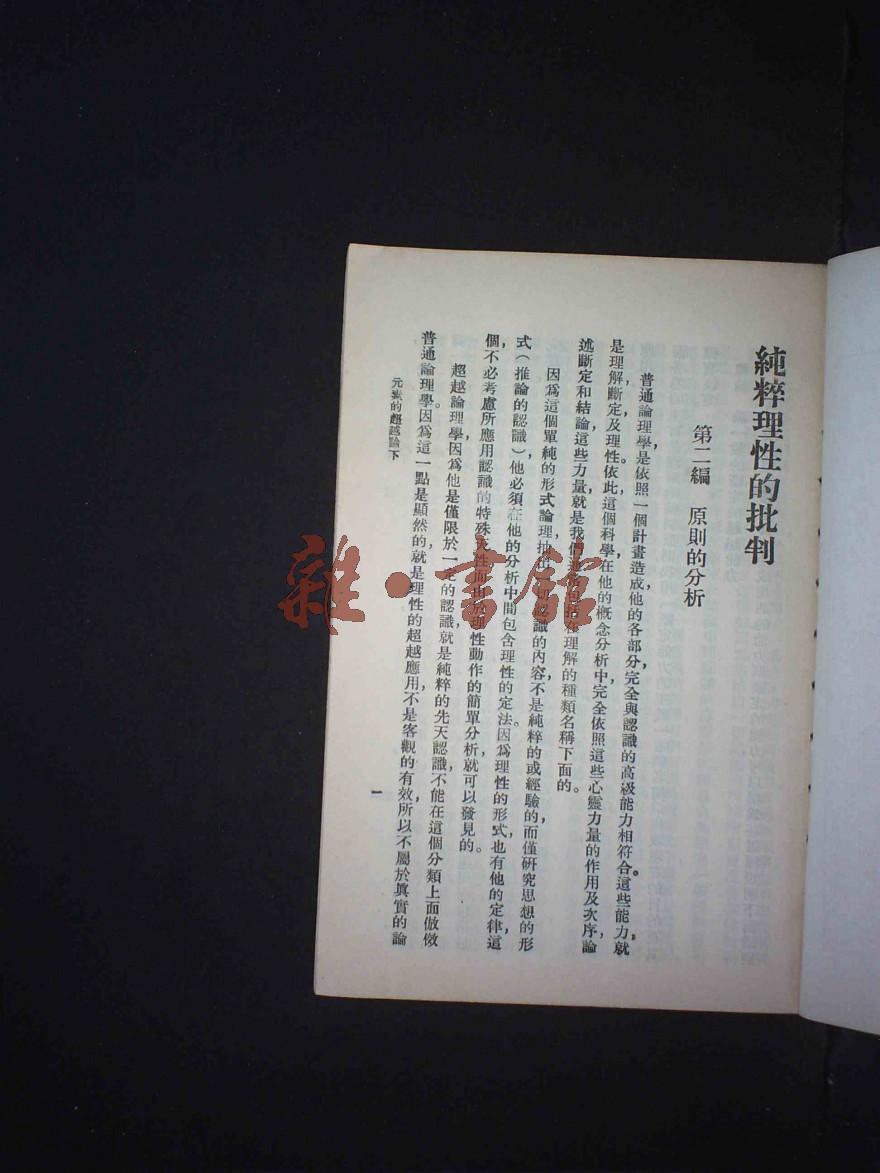 純粹理性的批判
第二編 原則的分析
普通論理學,是依照一個計畫造成他的各部分,完全與認識的高級能力相符合。這些能力,就
是理解,斷定及理性。依此,這個科學,在他的概念分析中,完全依照這些心靈力量的作用及次序,論
述斷定和結論,這些力量就是我們
理解的種類名稱下面的。
因爲這個單純的形式論理,抽出一切認識的內容,不是純粹的或經驗的,而僅研究思想的形
式(推論的認識)他必須在他的分析中間,包含理性的定法。因爲理性的形式,也有他的定律,這
個不必考慮所應用認識的特殊
性動作的簡單分析,就可以發見的。
超越論理學,因爲他是僅限於一定的認識,就是純粹的先天認識,不能在這個分類上面倣傚
普通論理學。因爲這一點是顯然的,就是理性的超越應用,不是客觀的有效,所以不屬於眞實的論
元素的超越論下
一
雜·書館